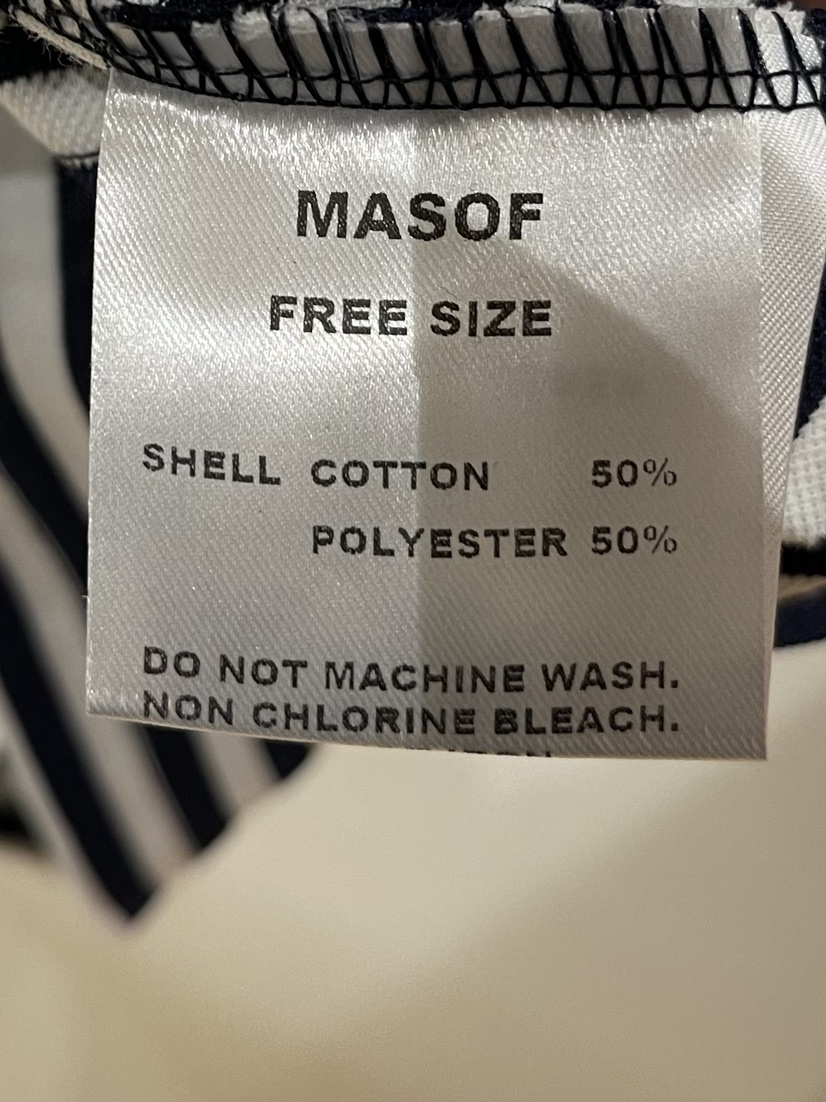 MASOF
FREE SIZE
SHELL COTTON 50%
POLYESTER 50%
DO NOT MACHINE WASH.
NON CHLORINE BLEACH.